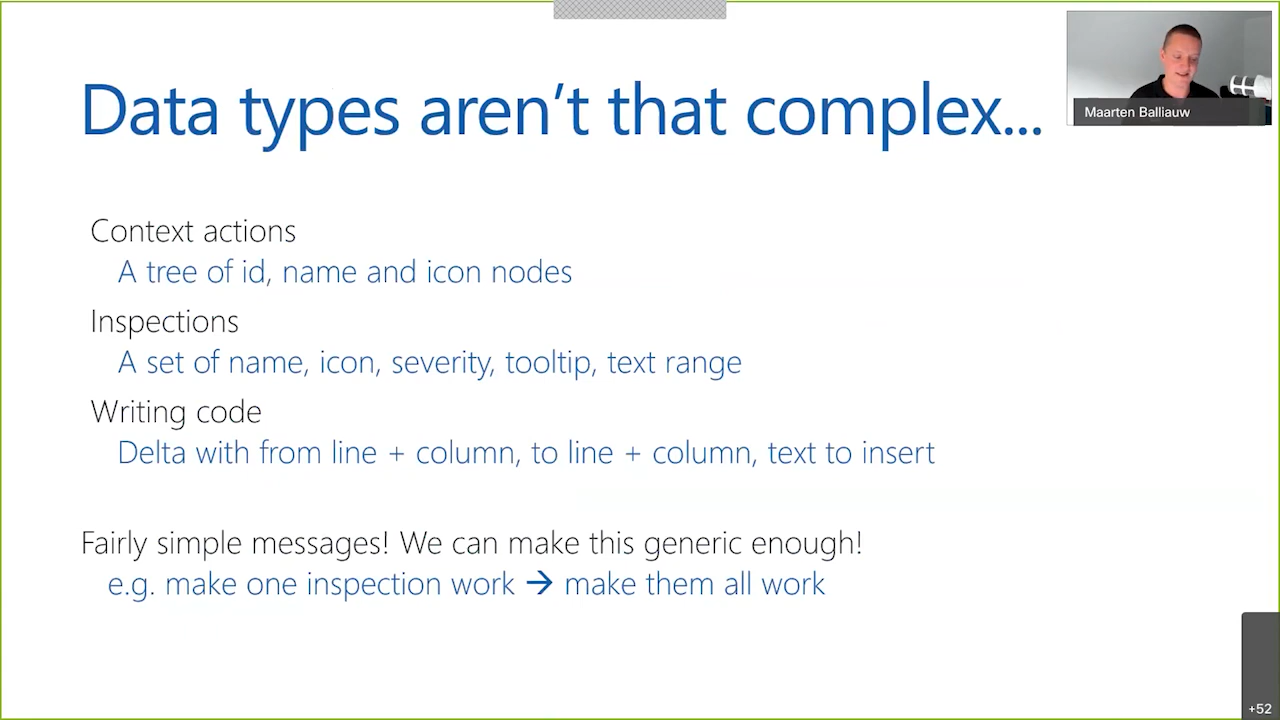 Data types aren't that complex...
Maarten Balliauw
Context actions
A tree of id, name and icon nodes
Inspections
A set of name, icon, severity, tooltip, text range
Writing code
Delta with from line + column, to line + column, text to insert
Fairly simple messages! We can make this generic enough!
e.g. make one inspection work → make them all work
+52